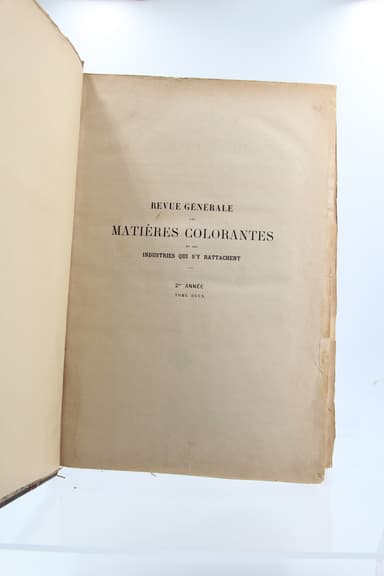 REVUE GÉNÉRALE
DES
MATIÈRES COLORANTES
ET DES
INDUSTRIES QUI S'Y RATTACHENT
2me ANNÉE
TOME DEUX